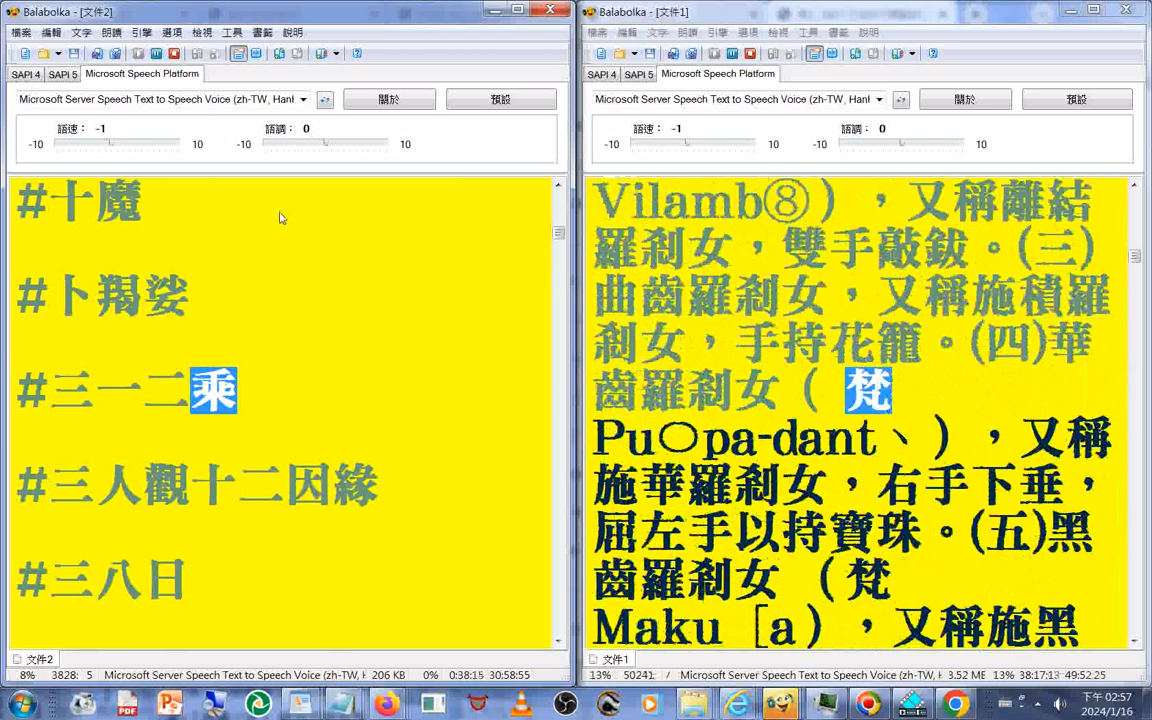 Balabolka - [文件2]
檔案 編輯 文字 朗讀 引擎 選項 檢視 工具 書籤 說明
SAPI 4 SAPI 5 Microsoft Speech Platform
Microsoft Server Speech Text to Speech Voice (zh-TW, Hanl
關於
預設
語速： -1
語調： 0
-10 10 -10 10
#十魔
#卜羯娑
#三一二乘
#三人觀十二因緣
#三八日
文件2
8% 3828: 5 Microsoft Server Speech Text to Speech Voice (zh-TW, H 206 KB 0% 0:38:15 30:58:55
Balabolka - [文件1]
檔案 編輯 文字 朗讀 引擎 選項 檢視 工具 書籤 說明
SAPI 4 SAPI 5 Microsoft Speech Platform
Microsoft Server Speech Text to Speech Voice (zh-TW, Hanl
關於
預設
語速： -1
語調： 0
-10 10 -10 10
Vilamb⑧），又稱離結
羅剎女，雙手敲鈸。(三)
曲齒羅剎女，又稱施積羅
剎女，手持花籠。(四)華
齒羅剎女（ 梵
Pu○pa-dant丶），又稱
施華羅剎女，右手下垂，
屈左手以持寶珠。(五)黑
齒羅剎女（梵
Maku［a），又稱施黑
文件1
13% 50241: / Microsoft Server Speech Text to Speech Voice (zh-TW, H 3.52 MB 13% 38:17:13 49:52:25
下午 02:57
2024/1/16